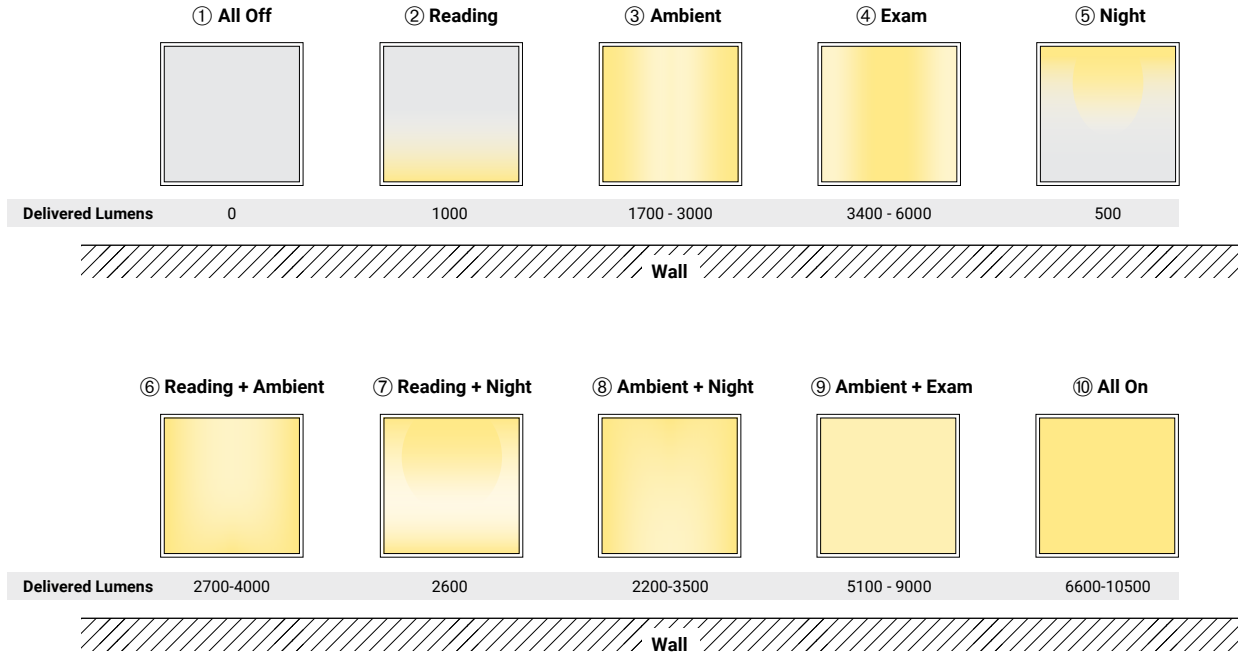 ① All Off ② Reading ③ Ambient ④ Exam ⑤ Night
Delivered Lumens 0 1000 1700 - 3000 3400 - 6000 500
Wall
⑥ Reading + Ambient ⑦ Reading + Night ⑧ Ambient + Night ⑨ Ambient + Exam ⑩ All On
Delivered Lumens 2700-4000 2600 2200-3500 5100 - 9000 6600-10500
Wall